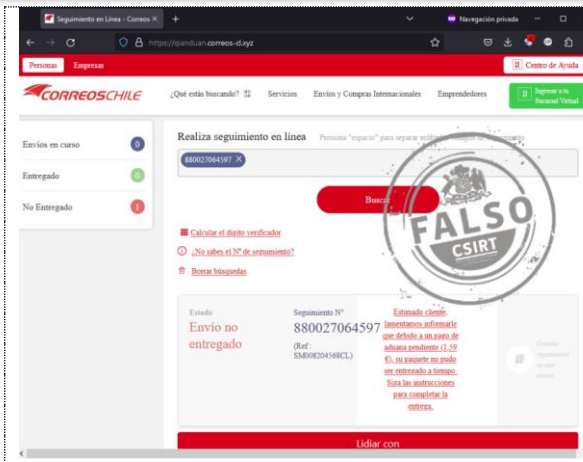 Seguimiento en Línea - Correos
Navegación privada
https://qianduan.correos-d.xyz
Personas Empresas
Centro de Ayuda
CORREOSCHILE
¿Qué estás buscando?
Servicios
Envíos y Compras Internacionales
Emprendedores
Ingresar a tu
Sucursal Virtual
Envíos en curso 0
Entregado 0
No Entregado 1
Realiza seguimiento en línea
Presiona "espacio" para separar
880027064597 ×
Buscar
FALSO
CSIRT
Calcular el dígito verificador
¿No sabes el N° de seguimiento?
Borrar búsquedas
Estado
Envío no
entregado
Seguimiento N°
880027064597
(Ref :
SM008204568CL)
Estimado cliente,
lamentamos informarle
que debido a un pago de
aduana pendiente (1,59
€), su paquete no pudo
ser entregado a tiempo.
Siga las instrucciones
para completar la
entrega.
Lidiar con